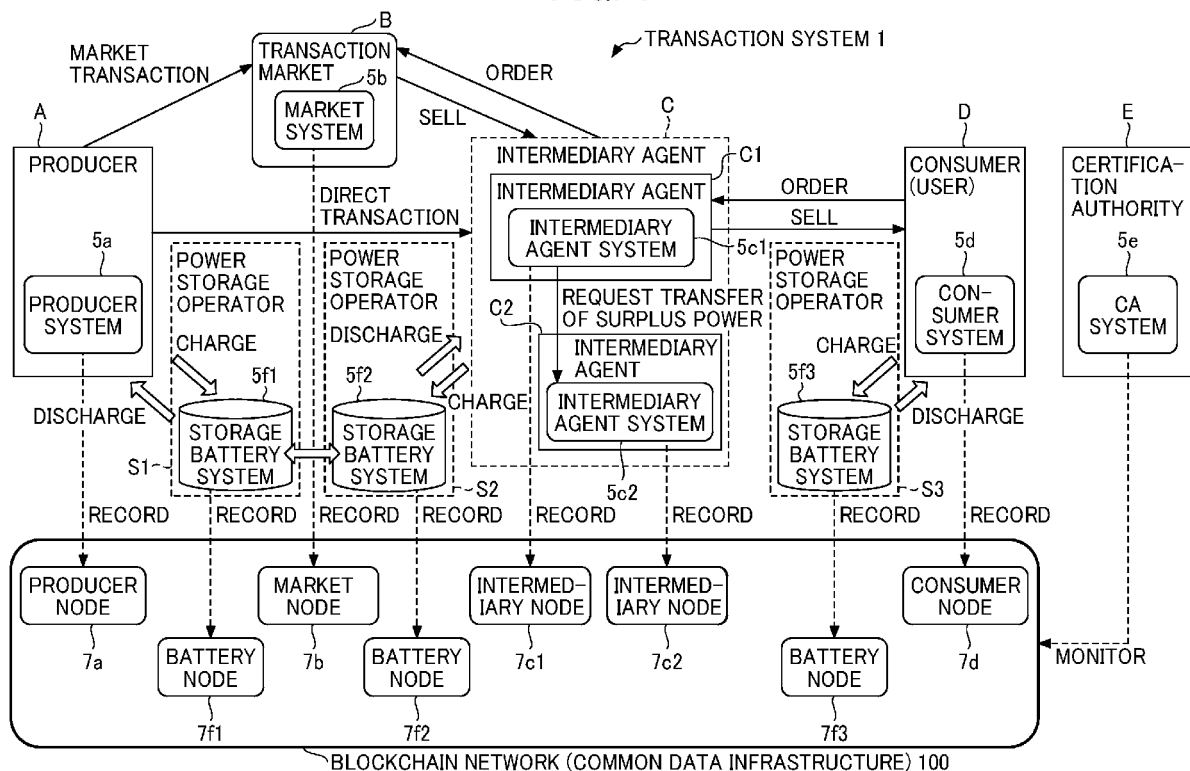 B
TRANSACTION SYSTEM 1
MARKET
TRANSACTION
TRANSACTION
MARKET
5b
MARKET
SYSTEM
ORDER
SELL
A
PRODUCER
5a
PRODUCER
SYSTEM
DIRECT
TRANSACTION
C
INTERMEDIARY AGENT
C1
INTERMEDIARY AGENT
INTERMEDIARY
AGENT SYSTEM
5c1
ORDER
SELL
D
CONSUMER
(USER)
5d
CON-
SUMER
SYSTEM
E
CERTIFICA-
TION
AUTHORITY
5e
CA
SYSTEM
POWER
STORAGE
OPERATOR
CHARGE
DISCHARGE
5f1
STORAGE
BATTERY
SYSTEM
S1
POWER
STORAGE
OPERATOR
DISCHARGE
CHARGE
5f2
STORAGE
BATTERY
SYSTEM
S2
REQUEST TRANSFER
OF SURPLUS POWER
C2
INTERMEDIARY
AGENT
INTERMEDIARY
AGENT SYSTEM
5c2
POWER
STORAGE
OPERATOR
CHARGE
DISCHARGE
5f3
STORAGE
BATTERY
SYSTEM
S3
RECORD
RECORD
RECORD
RECORD
RECORD
RECORD
RECORD
RECORD
PRODUCER
NODE
7a
MARKET
NODE
7b
INTERMED-
IARY NODE
7c1
INTERMED-
IARY NODE
7c2
CONSUMER
NODE
7d
BATTERY
NODE
7f1
BATTERY
NODE
7f2
BATTERY
NODE
7f3
MONITOR
BLOCKCHAIN NETWORK (COMMON DATA INFRASTRUCTURE) 100